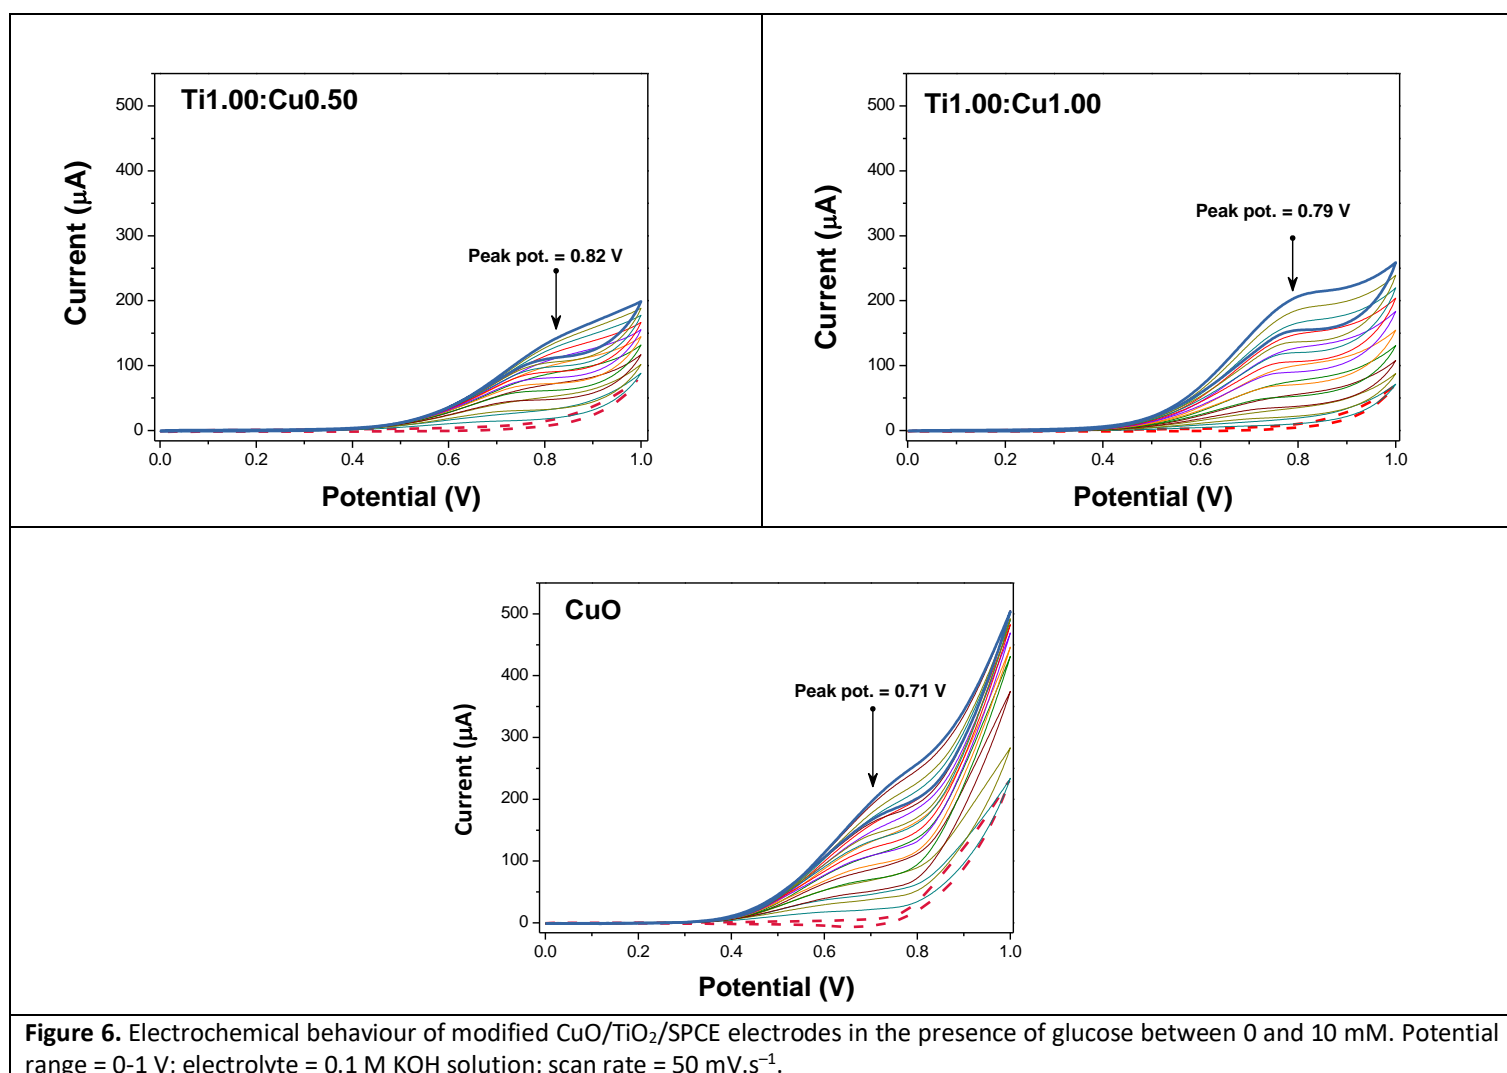 Ti1.00:Cu0.50
500
400
300
200
100
0
Current (μA)
Peak pot. = 0.82 V
0.0 0.2 0.4 0.6 0.8 1.0
Potential (V)
Ti1.00:Cu1.00
500
400
300
200
100
0
Current (μA)
Peak pot. = 0.79 V
0.0 0.2 0.4 0.6 0.8 1.0
Potential (V)
CuO
500
400
300
200
100
0
Current (μA)
Peak pot. = 0.71 V
0.0 0.2 0.4 0.6 0.8 1.0
Potential (V)
Figure 6. Electrochemical behaviour of modified CuO/TiO₂/SPCE electrodes in the presence of glucose between 0 and 10 mM. Potential
range = 0-1 V; electrolyte = 0.1 M KOH solution; scan rate = 50 mV.s⁻¹.